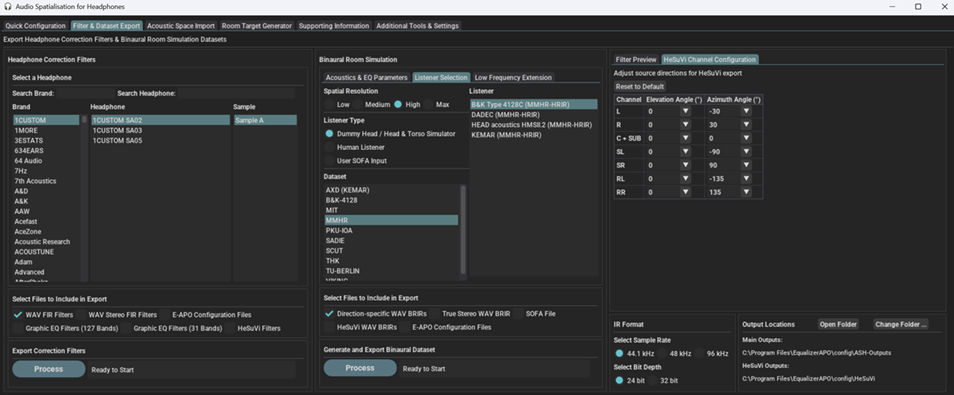 Audio Spatialisation for Headphones
Quick Configuration Filter & Dataset Export Acoustic Space Import Room Target Generator Supporting Information Additional Tools & Settings
Export Headphone Correction Filters & Binaural Room Simulation Datasets
Headphone Correction Filters
Select a Headphone
Search Brand: Search Headphone:
Brand Headphone Sample
1CUSTOM 1CUSTOM SA02 Sample A
1MORE 1CUSTOM SA03
3ESTATS 1CUSTOM SA05
634EARS
64 Audio
7Hz
7th Acoustics
A&D
A&K
AAW
Acefast
AceZone
Acoustic Research
ACOUSTUNE
Adam
Advanced
AfterShokz
Select Files to Include in Export
WAV FIR Filters WAV Stereo FIR Filters E-APO Configuration Files
Graphic EQ Filters (127 Bands) Graphic EQ Filters (31 Bands) HeSuVi Filters
Export Correction Filters
Process Ready to Start
Binaural Room Simulation
Acoustics & EQ Parameters Listener Selection Low Frequency Extension
Spatial Resolution
Low Medium High Max
Listener Type
Dummy Head / Head & Torso Simulator
Human Listener
User SOFA Input
Dataset
AXD (KEMAR)
B&K-4128
MIT
MMHR
PKU-IOA
SADIE
SCUT
THK
TU-BERLIN
VIKING
Listener
B&K Type 4128C (MMHR-HRIR)
DADEC (MMHR-HRIR)
HEAD acoustics HMSII.2 (MMHR-HRIR)
KEMAR (MMHR-HRIR)
Select Files to Include in Export
Direction-specific WAV BRIRs True Stereo WAV BRIR SOFA File
HeSuVi WAV BRIRs E-APO Configuration Files
Generate and Export Binaural Dataset
Process Ready to Start
Filter Preview HeSuVi Channel Configuration
Adjust source directions for HeSuVi export
Reset to Default
Channel Elevation Angle (°) Azimuth Angle (°)
L 0 -30
R 0 30
C + SUB 0 0
SL 0 -90
SR 0 90
RL 0 -135
RR 0 135
IR Format
Select Sample Rate
44.1 kHz 48 kHz 96 kHz
Select Bit Depth
24 bit 32 bit
Output Locations Open Folder Change Folder ...
Main Outputs:
C:\Program Files\EqualizerAPO\config\ASH-Outputs
HeSuVi Outputs:
C:\Program Files\EqualizerAPO\config\HeSuVi